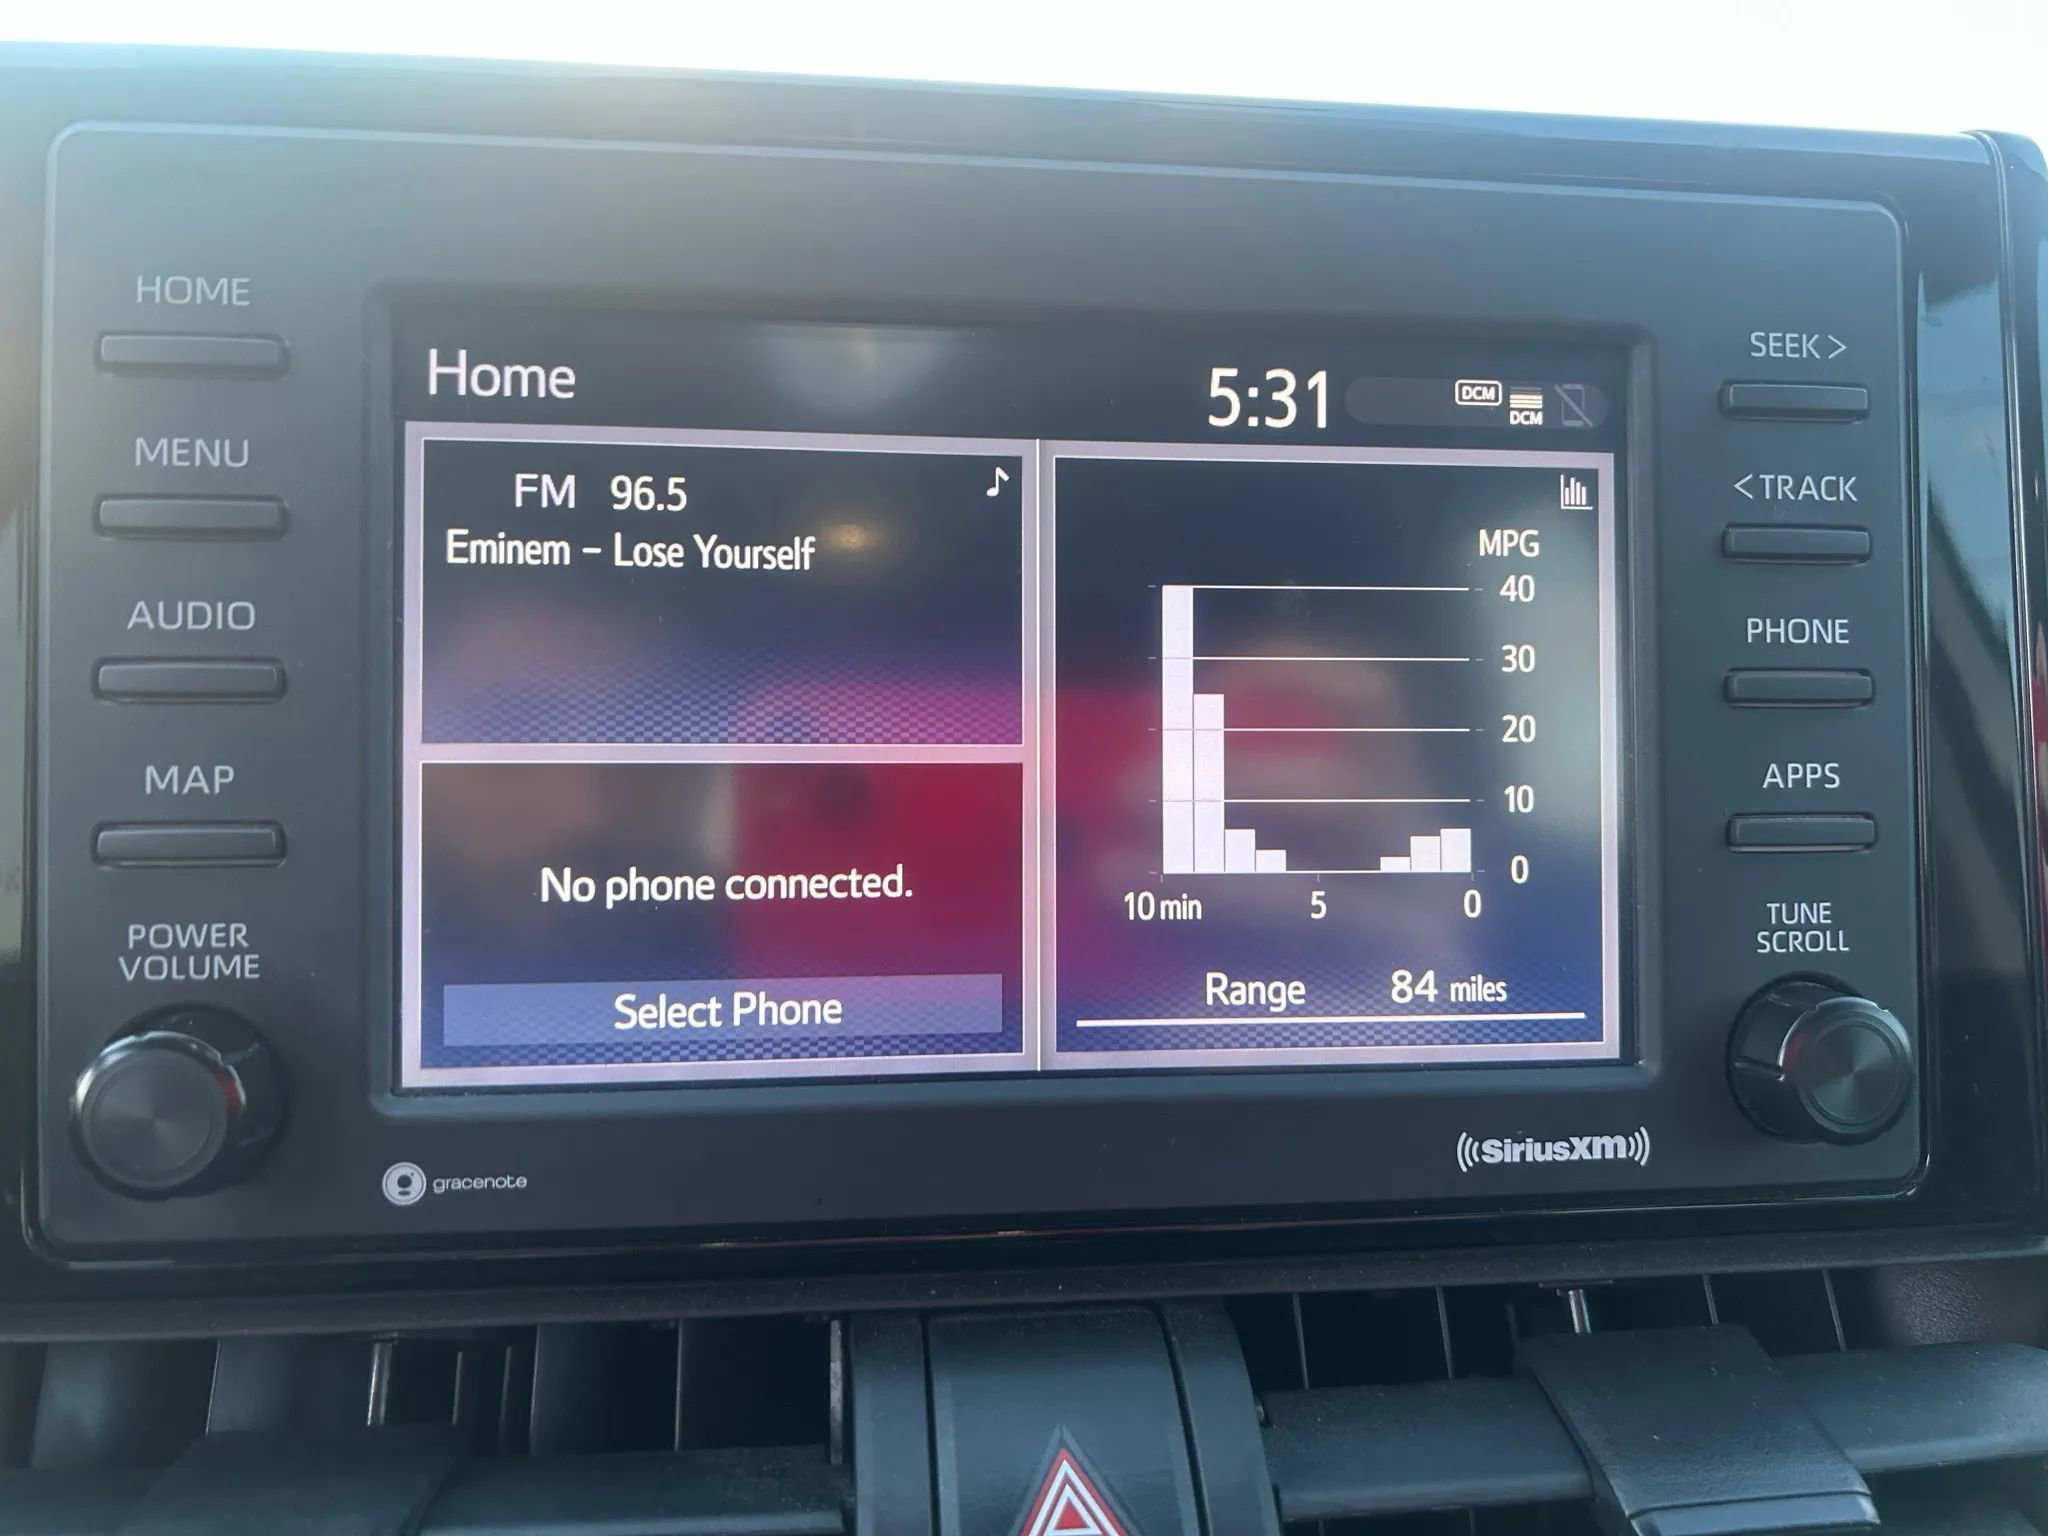 HOME
MENU
AUDIO
MAP
POWER
VOLUME
Home
5:31
DCM
DCM
FM 96.5
Eminem – Lose Yourself
No phone connected.
Select Phone
MPG
40
30
20
10
0
10 min 5 0
Range 84 miles
SEEK >
< TRACK
PHONE
APPS
TUNE
SCROLL
gracenote
SiriusXM